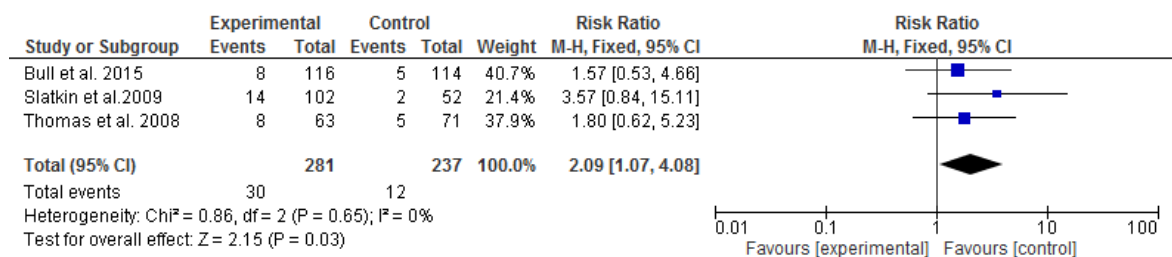 Experimental Control Risk Ratio Risk Ratio
Study or Subgroup Events Total Events Total Weight M-H, Fixed, 95% CI M-H, Fixed, 95% CI
Bull et al. 2015 8 116 5 114 40.7% 1.57 [0.53, 4.66]
Slatkin et al.2009 14 102 2 52 21.4% 3.57 [0.84, 15.11]
Thomas et al. 2008 8 63 5 71 37.9% 1.80 [0.62, 5.23]
Total (95% CI) 281 237 100.0% 2.09 [1.07, 4.08]
Total events 30 12
Heterogeneity: Chi² = 0.86, df = 2 (P = 0.65); I² = 0%
Test for overall effect: Z = 2.15 (P = 0.03)
0.01 0.1 1 10 100
Favours [experimental] Favours [control]